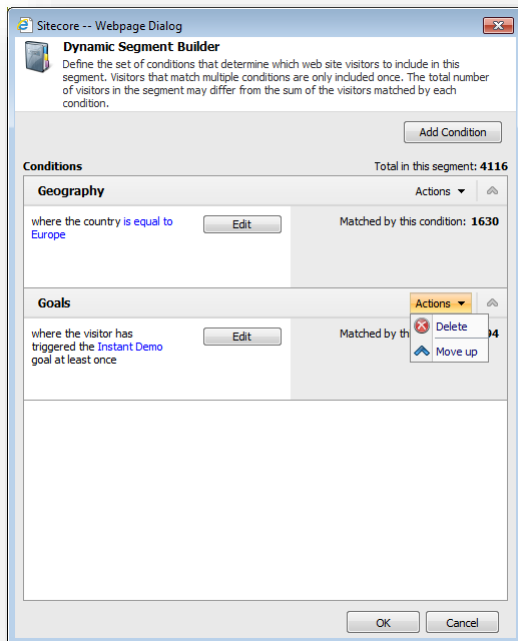 Sitecore -- Webpage Dialog
Dynamic Segment Builder
Define the set of conditions that determine which web site visitors to include in this
segment. Visitors that match multiple conditions are only included once. The total number
of visitors in the segment may differ from the sum of the visitors matched by each
condition.
Add Condition
Conditions Total in this segment: 4116
Geography Actions
where the country is equal to Edit Matched by this condition: 1630
Europe
Goals Actions
Delete
where the visitor has Edit Matched by
triggered the Instant Demo Move up
goal at least once
OK Cancel